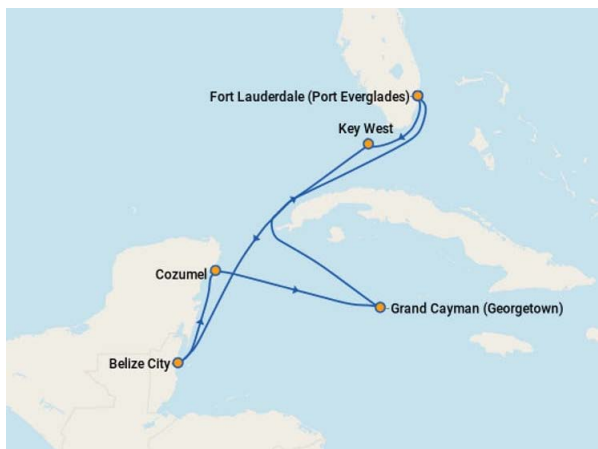 Fort Lauderdale (Port Everglades)
Key West
Cozumel
Grand Cayman (Georgetown)
Belize City